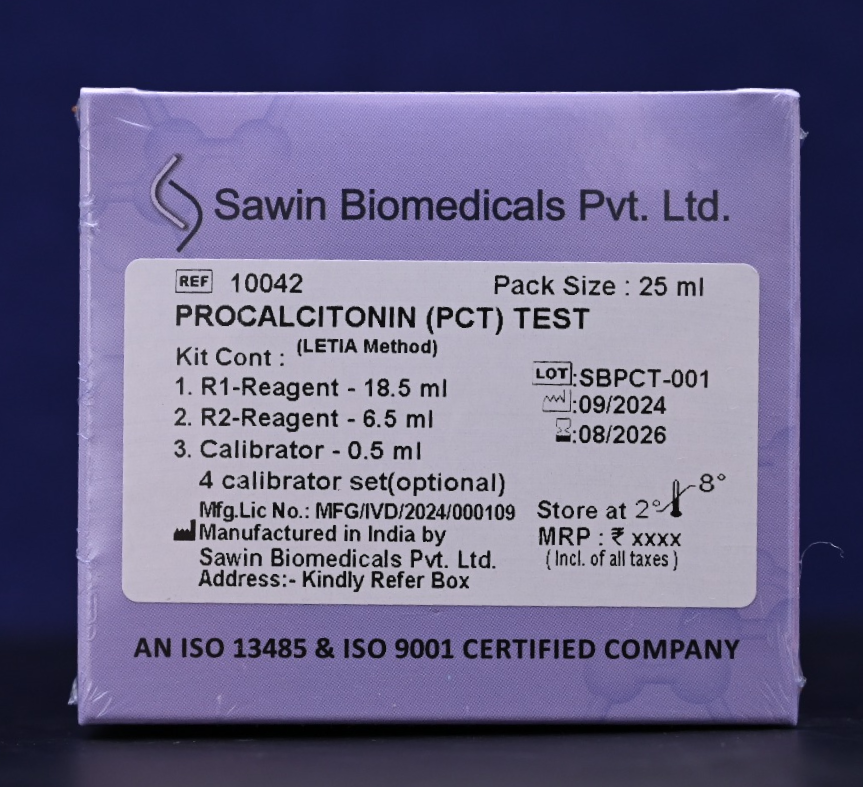 Sawin Biomedicals Pvt. Ltd.
REF 10042 Pack Size : 25 ml
PROCALCITONIN (PCT) TEST
(LETIA Method)
Kit Cont :
1. R1-Reagent - 18.5 ml
2. R2-Reagent - 6.5 ml
3. Calibrator - 0.5 ml
4 calibrator set(optional)
LOT:SBPCT-001
:09/2024
:08/2026
Mfg.Lic No.: MFG/IVD/2024/000109
Manufactured in India by
Sawin Biomedicals Pvt. Ltd.
Address:- Kindly Refer Box
Store at 2° 8°
MRP : ₹ xxxx
(Incl. of all taxes)
AN ISO 13485 & ISO 9001 CERTIFIED COMPANY